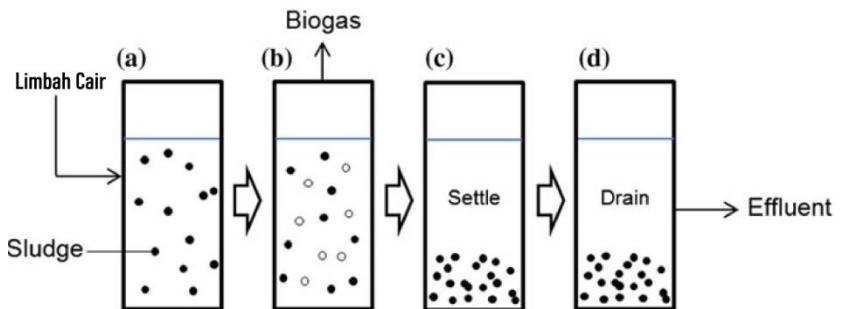 Biogas
(a)
(b)
(c)
(d)
Limbah Cair
Settle
Drain
Effluent
Sludge